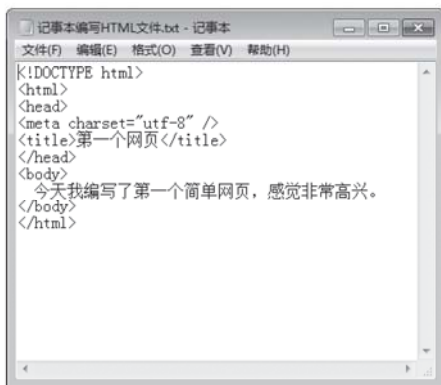 记事本编写HTML文件.txt - 记事本
文件(F) 编辑(E) 格式(O) 查看(V) 帮助(H)
<!DOCTYPE html>
<html>
<head>
<meta charset="utf-8" />
<title>第一个网页</title>
</head>
<body>
今天我编写了第一个简单网页，感觉非常高兴。
</body>
</html>